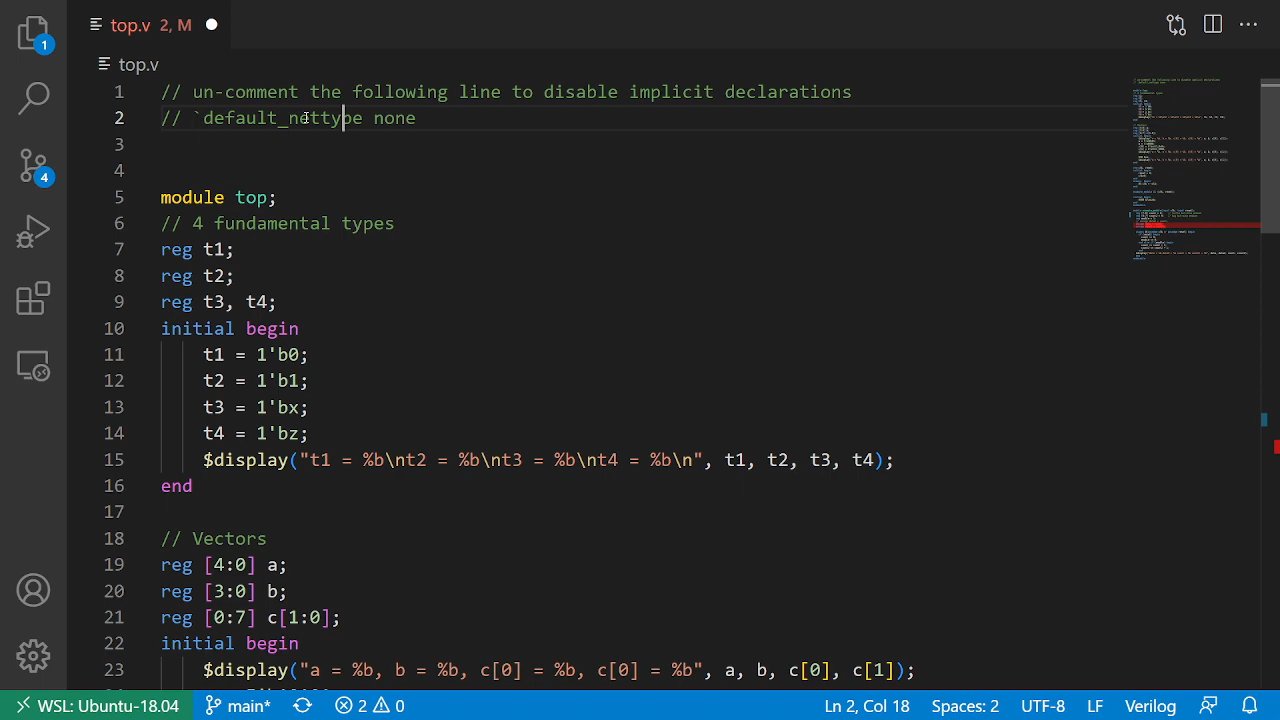 top.v 2, M
1
top.v
1 // un-comment the following line to disable implicit declarations
2 // `default_nettype none
3
4
5 module top;
6 // 4 fundamental types
7 reg t1;
8 reg t2;
9 reg t3, t4;
10 initial begin
11 t1 = 1'b0;
12 t2 = 1'b1;
13 t3 = 1'bx;
14 t4 = 1'bz;
15 $display("t1 = %b\nt2 = %b\nt3 = %b\nt4 = %b\n", t1, t2, t3, t4);
16 end
17
18 // Vectors
19 reg [4:0] a;
20 reg [3:0] b;
21 reg [0:7] c[1:0];
22 initial begin
23 $display("a = %b, b = %b, c[0] = %b, c[0] = %b", a, b, c[0], c[1]);
4
WSL: Ubuntu-18.04 main* 2 0 Ln 2, Col 18 Spaces: 2 UTF-8 LF Verilog